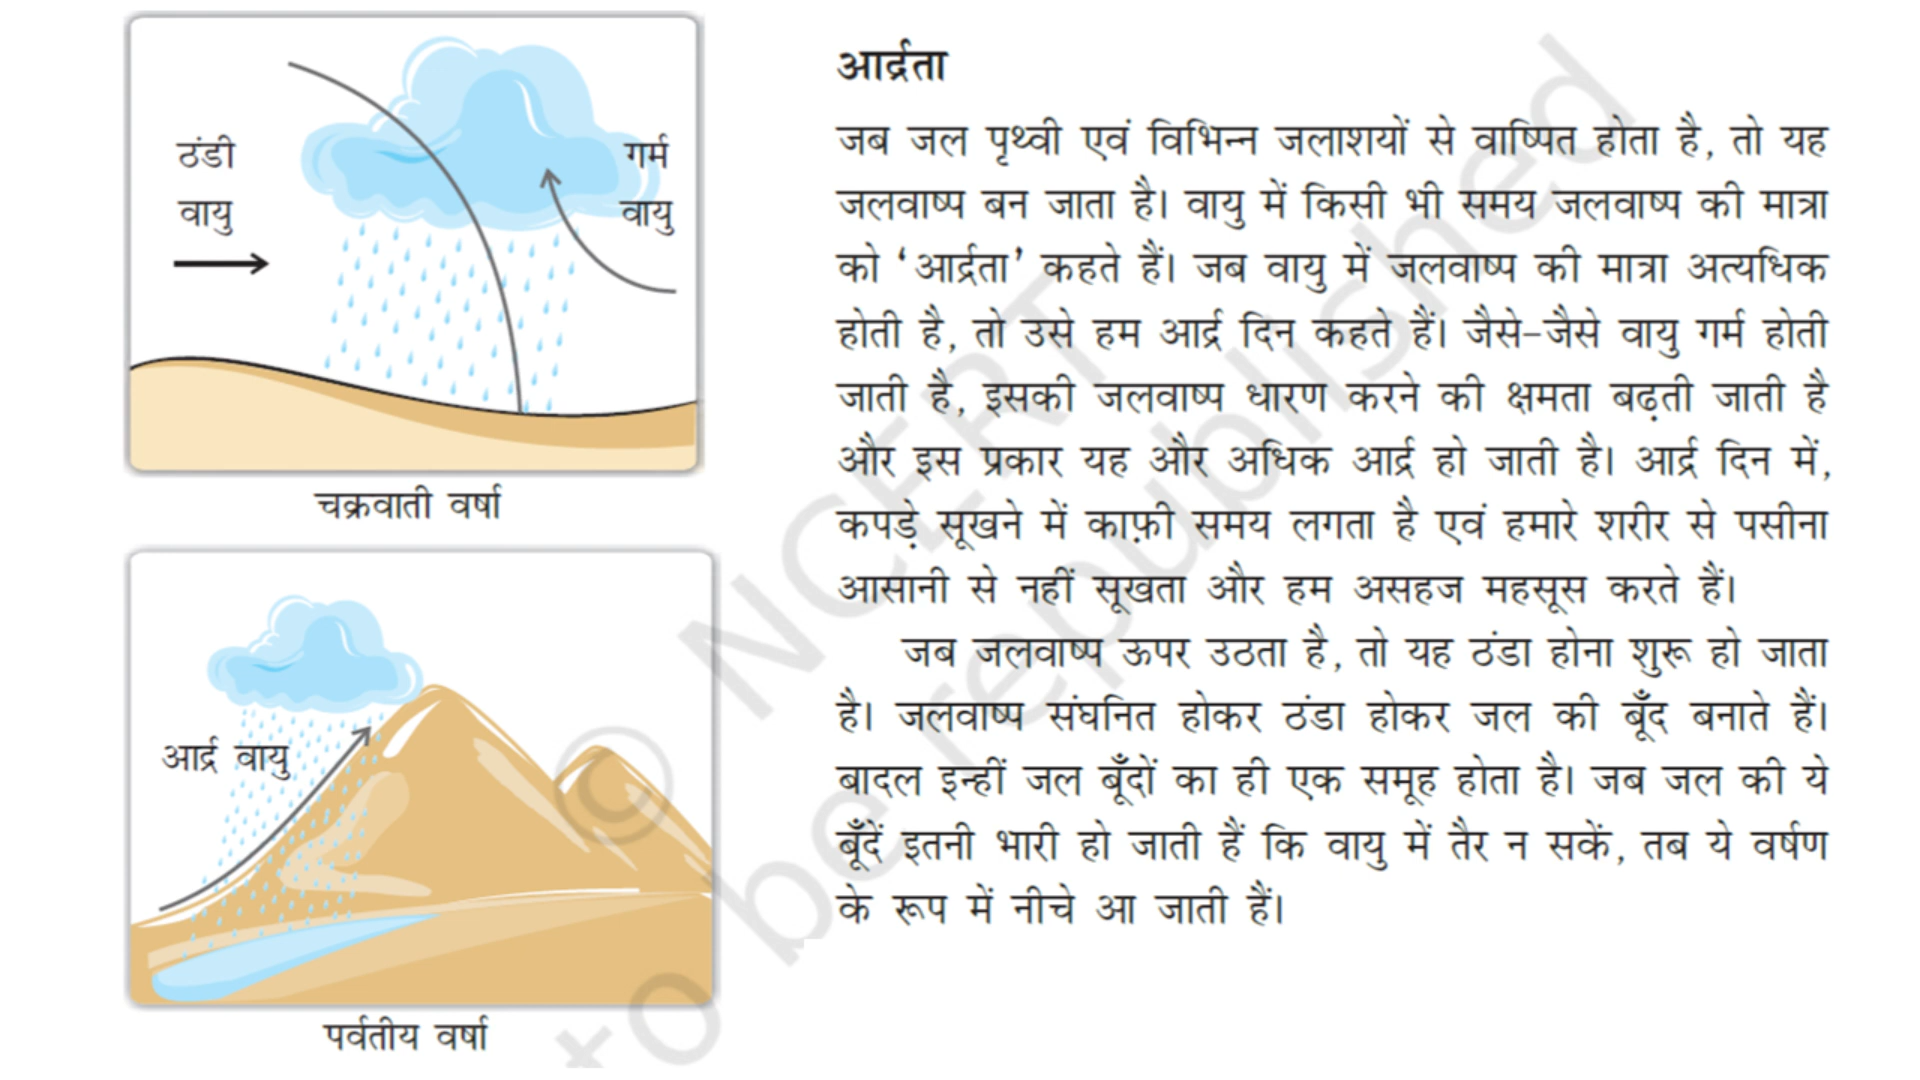 ठंडी
वायु
गर्म
वायु
चक्रवाती वर्षा
आर्द्र वायु
पर्वतीय वर्षा
आर्द्रता
जब जल पृथ्वी एवं विभिन्न जलाशयों से वाष्पित होता है, तो यह
जलवाष्प बन जाता है। वायु में किसी भी समय जलवाष्प की मात्रा
को ‘आर्द्रता’ कहते हैं। जब वायु में जलवाष्प की मात्रा अत्यधिक
होती है, तो उसे हम आर्द्र दिन कहते हैं। जैसे-जैसे वायु गर्म होती
जाती है, इसकी जलवाष्प धारण करने की क्षमता बढ़ती जाती है
और इस प्रकार यह और अधिक आर्द्र हो जाती है। आर्द्र दिन में,
कपड़े सूखने में काफ़ी समय लगता है एवं हमारे शरीर से पसीना
आसानी से नहीं सूखता और हम असहज महसूस करते हैं।
जब जलवाष्प ऊपर उठता है, तो यह ठंडा होना शुरू हो जाता
है। जलवाष्प संघनित होकर ठंडा होकर जल की बूँद बनाते हैं।
बादल इन्हीं जल बूँदों का ही एक समूह होता है। जब जल की ये
बूँदें इतनी भारी हो जाती हैं कि वायु में तैर न सकें, तब ये वर्षण
के रूप में नीचे आ जाती हैं।
© NCERT
to be republished